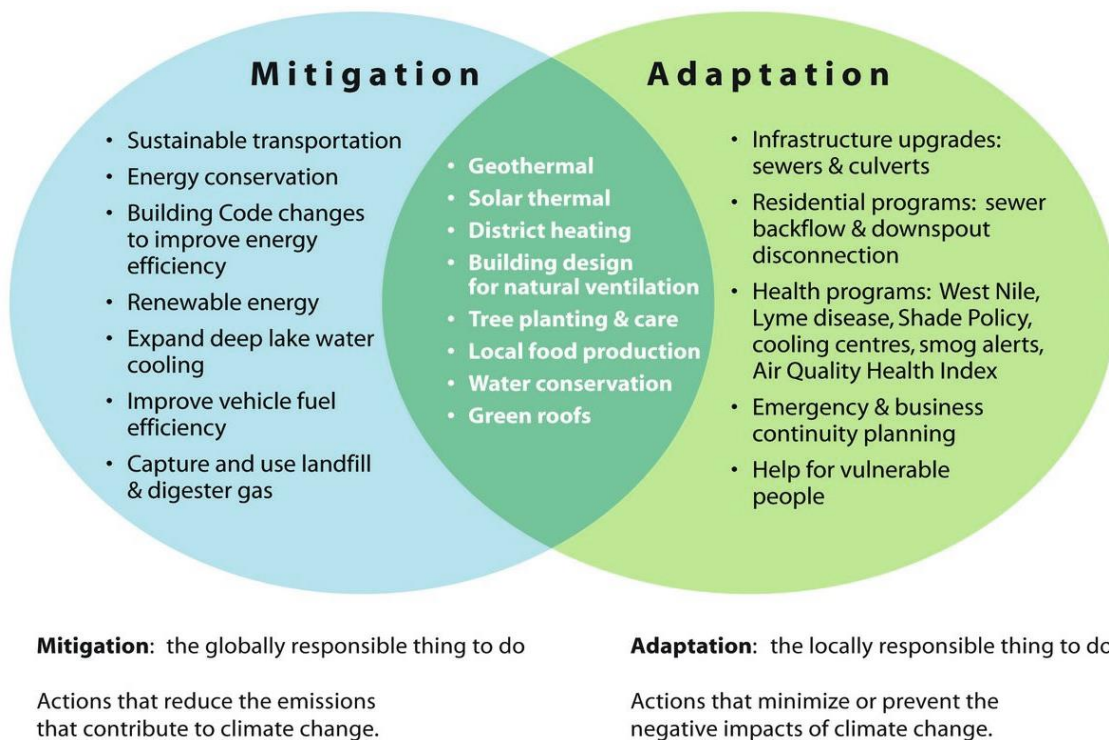 Mitigation
• Sustainable transportation
• Energy conservation
• Building Code changes
to improve energy
efficiency
• Renewable energy
• Expand deep lake water
cooling
• Improve vehicle fuel
efficiency
• Capture and use landfill
& digester gas
• Geothermal
• Solar thermal
• District heating
• Building design
for natural ventilation
• Tree planting & care
• Local food production
• Water conservation
• Green roofs
Adaptation
• Infrastructure upgrades:
sewers & culverts
• Residential programs: sewer
backflow & downspout
disconnection
• Health programs: West Nile,
Lyme disease, Shade Policy,
cooling centres, smog alerts,
Air Quality Health Index
• Emergency & business
continuity planning
• Help for vulnerable
people
Mitigation: the globally responsible thing to do
Actions that reduce the emissions
that contribute to climate change.
Adaptation: the locally responsible thing to do
Actions that minimize or prevent the
negative impacts of climate change.